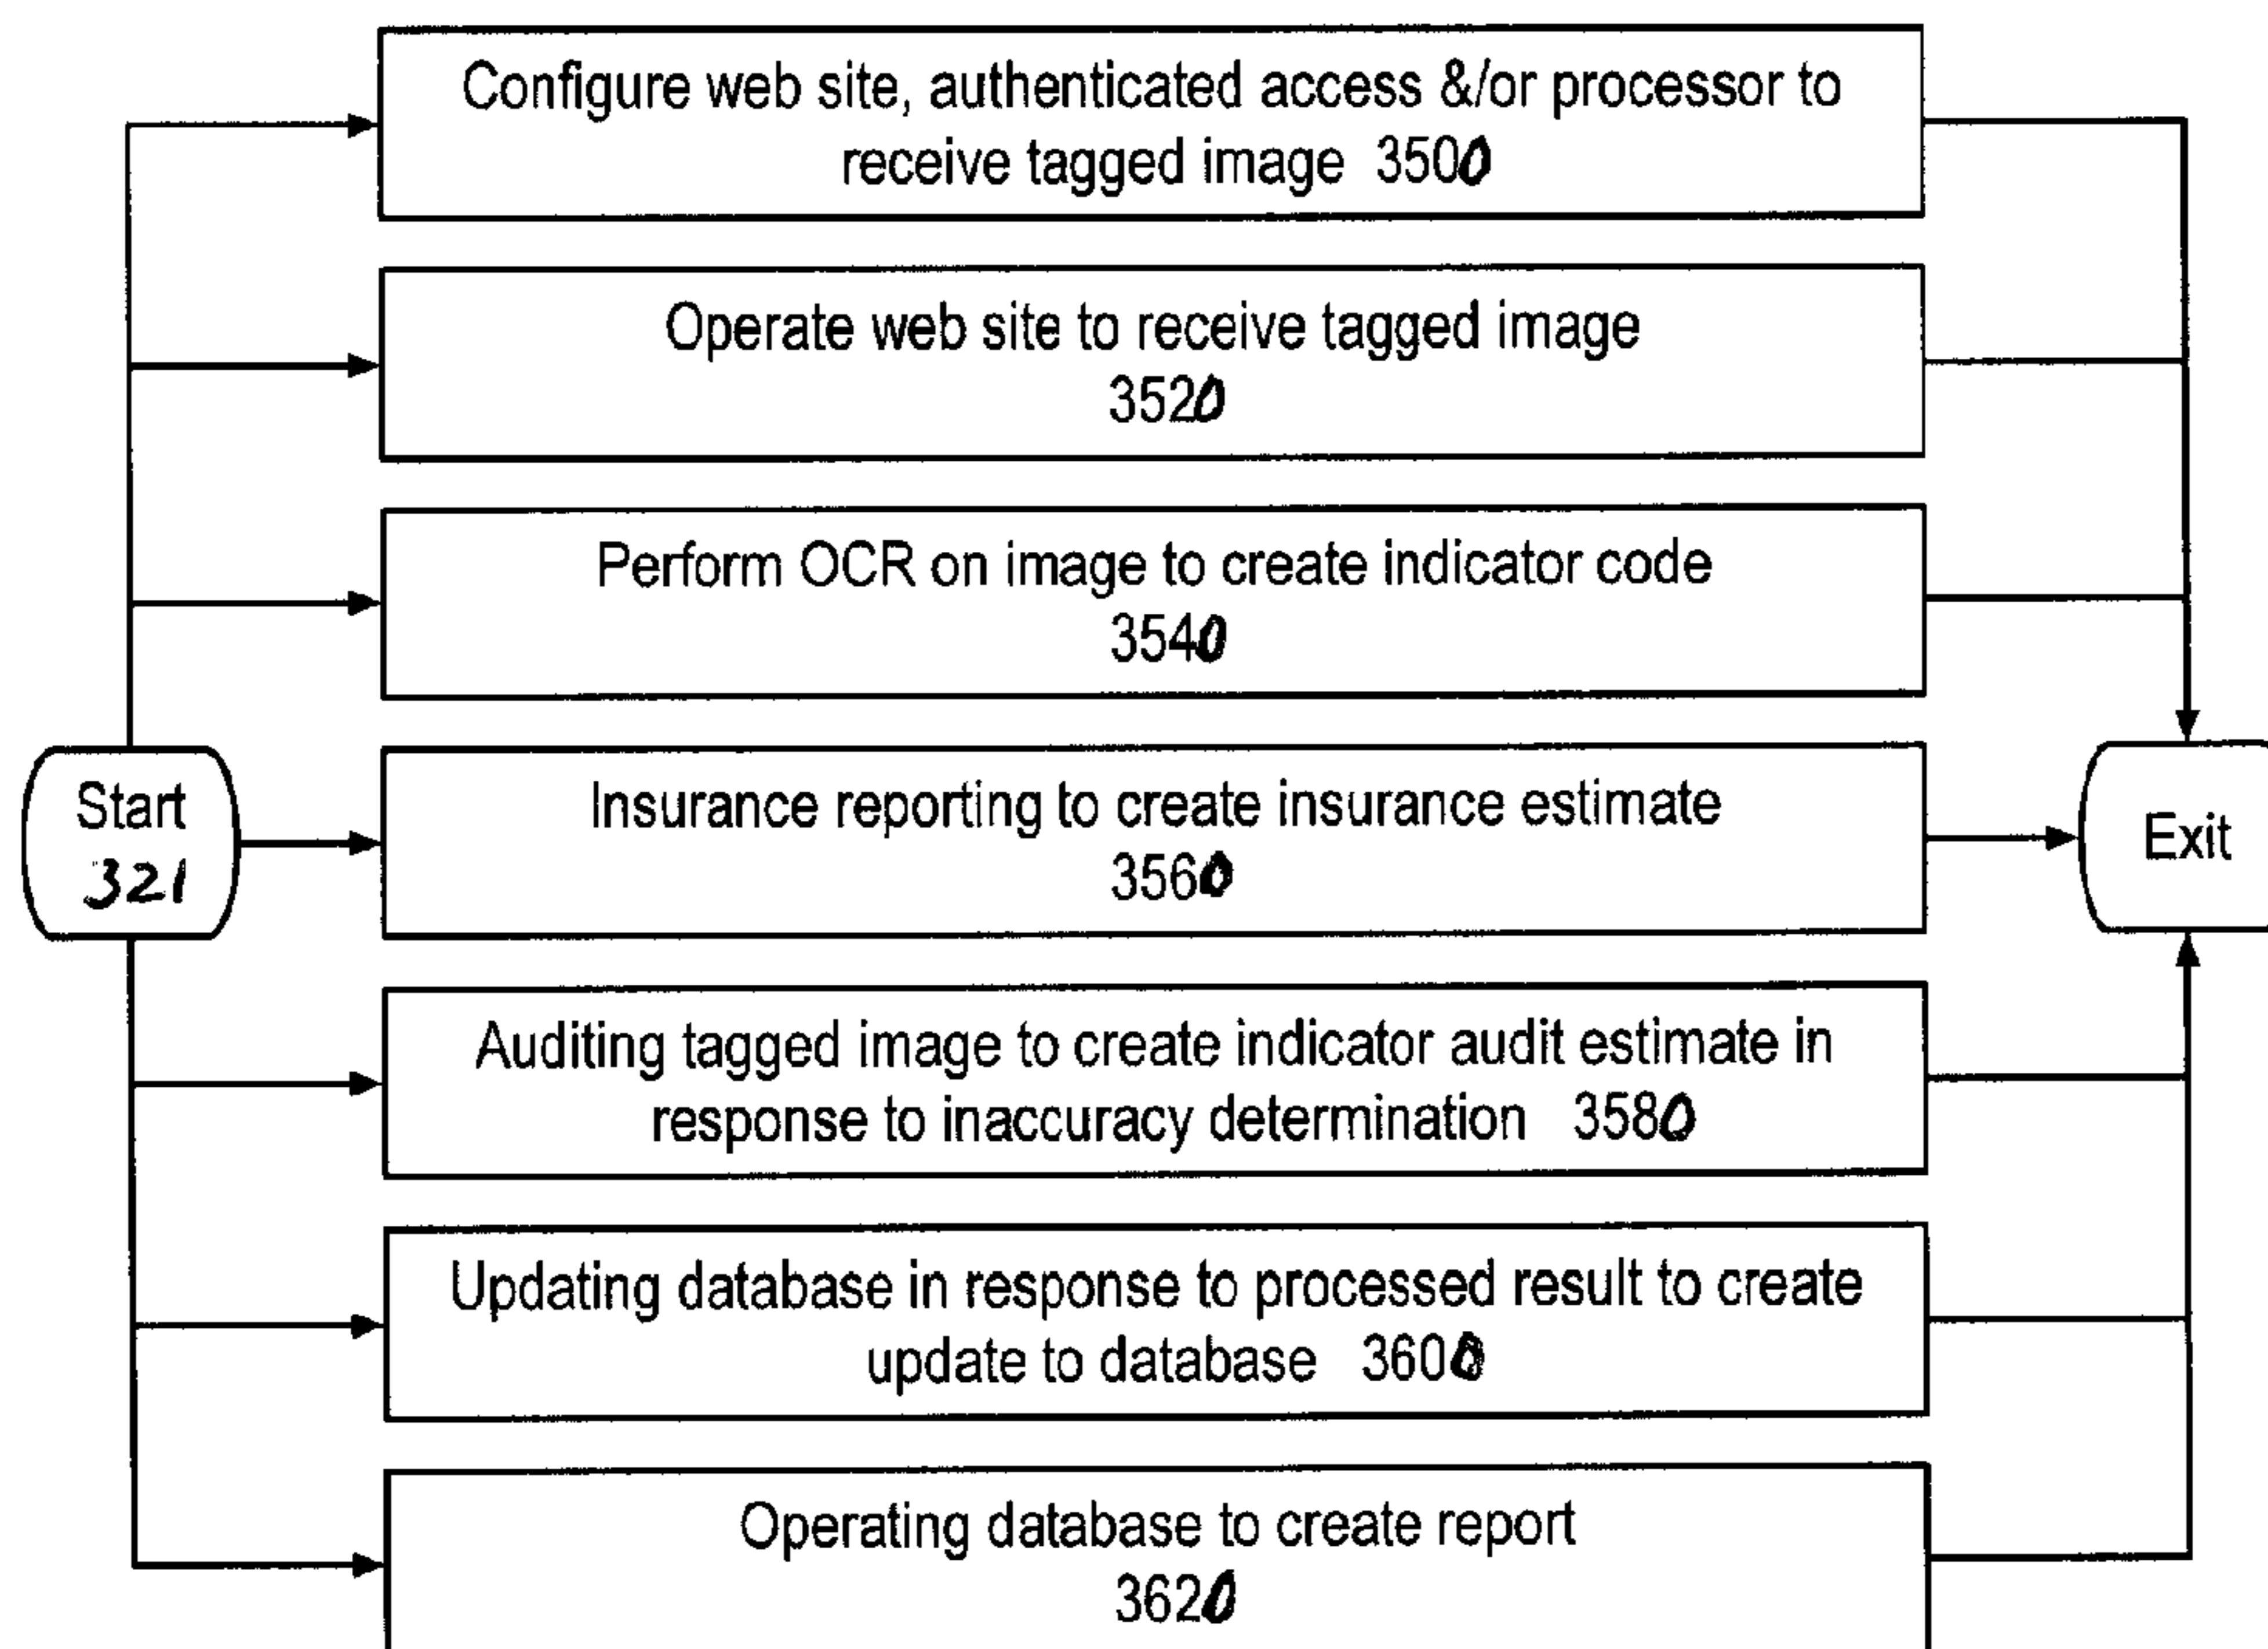 Configure web site, authenticated access &/or processor to
receive tagged image 3500
Operate web site to receive tagged image
3520
Perform OCR on image to create indicator code
3540
Start
321
Insurance reporting to create insurance estimate
3560
Exit
Auditing tagged image to create indicator audit estimate in
response to inaccuracy determination 3580
Updating database in response to processed result to create
update to database 3600
Operating database to create report
3620